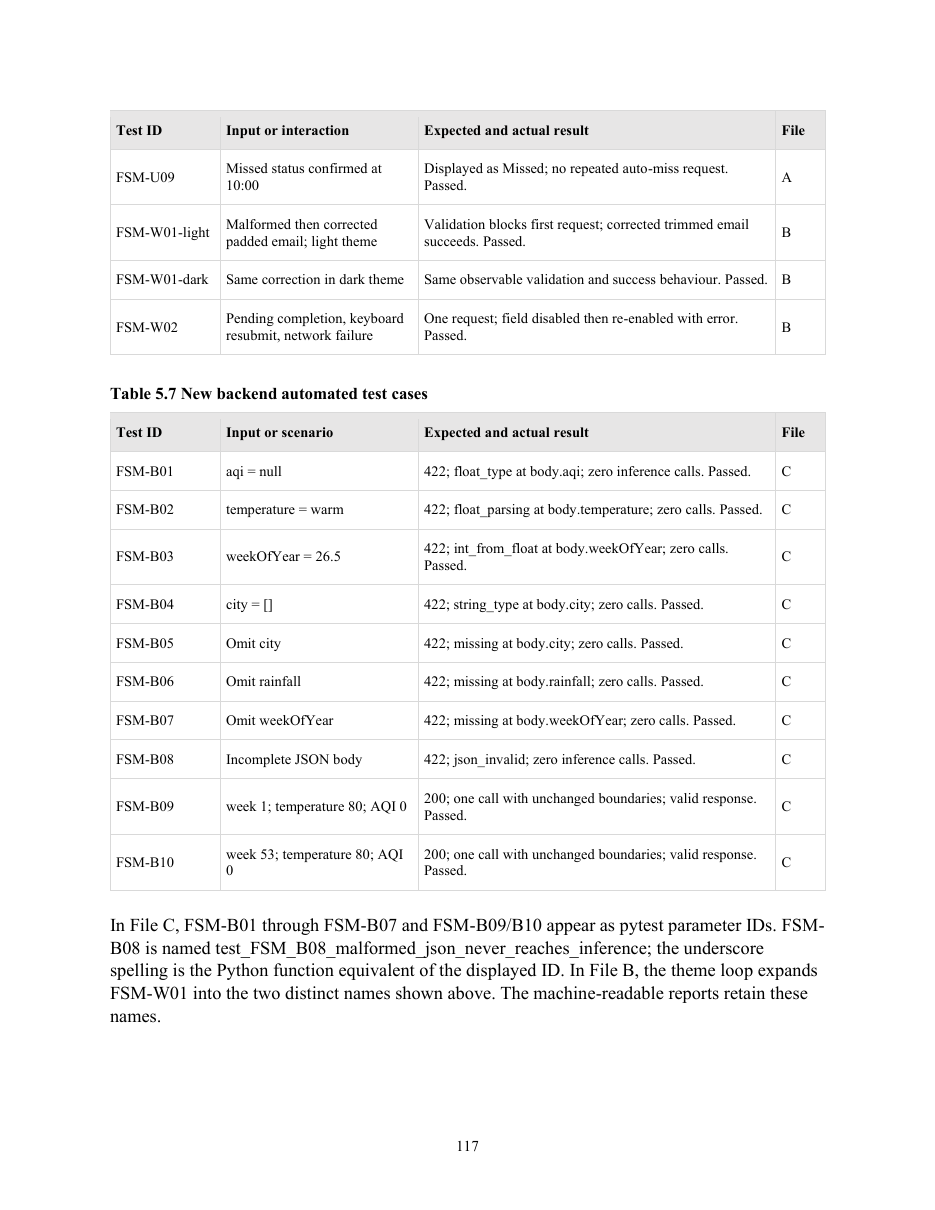 Test ID Input or interaction Expected and actual result File
FSM-U09 Missed status confirmed at 10:00 Displayed as Missed; no repeated auto-miss request. Passed. A
FSM-W01-light Malformed then corrected padded email; light theme Validation blocks first request; corrected trimmed email succeeds. Passed. B
FSM-W01-dark Same correction in dark theme Same observable validation and success behaviour. Passed. B
FSM-W02 Pending completion, keyboard resubmit, network failure One request; field disabled then re-enabled with error. Passed. B
Table 5.7 New backend automated test cases
Test ID Input or scenario Expected and actual result File
FSM-B01 aqi = null 422; float_type at body.aqi; zero inference calls. Passed. C
FSM-B02 temperature = warm 422; float_parsing at body.temperature; zero calls. Passed. C
FSM-B03 weekOfYear = 26.5 422; int_from_float at body.weekOfYear; zero calls. Passed. C
FSM-B04 city = [] 422; string_type at body.city; zero calls. Passed. C
FSM-B05 Omit city 422; missing at body.city; zero calls. Passed. C
FSM-B06 Omit rainfall 422; missing at body.rainfall; zero calls. Passed. C
FSM-B07 Omit weekOfYear 422; missing at body.weekOfYear; zero calls. Passed. C
FSM-B08 Incomplete JSON body 422; json_invalid; zero inference calls. Passed. C
FSM-B09 week 1; temperature 80; AQI 0 200; one call with unchanged boundaries; valid response. Passed. C
FSM-B10 week 53; temperature 80; AQI 0 200; one call with unchanged boundaries; valid response. Passed. C
In File C, FSM-B01 through FSM-B07 and FSM-B09/B10 appear as pytest parameter IDs. FSM-
B08 is named test_FSM_B08_malformed_json_never_reaches_inference; the underscore
spelling is the Python function equivalent of the displayed ID. In File B, the theme loop expands
FSM-W01 into the two distinct names shown above. The machine-readable reports retain these
names.
117